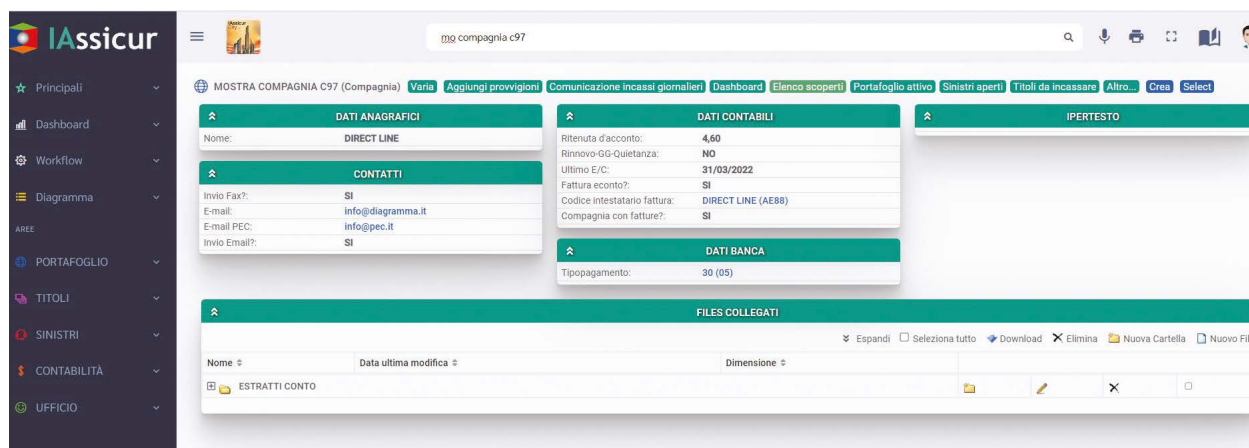 IAssicur
mo compagnia c97
Principali
Dashboard
Workflow
Diagramma
AREE
PORTAFOGLIO
TITOLI
SINISTRI
CONTABILITÀ
UFFICIO
MOSTRA COMPAGNIA C97 (Compagnia) Varia Aggiungi provvigioni Comunicazione incassi giornalieri Dashboard Elenco scoperti Portafoglio attivo Sinistri aperti Titoli da incassare Altro... Crea Select
DATI ANAGRAFICI
Nome: DIRECT LINE
CONTATTI
Invio Fax?: SI
E-mail: info@diagramma.it
E-mail PEC: info@pec.it
Invio Email?: SI
DATI CONTABILI
Ritenuta d'acconto: 4,60
Rinnovo-GG-Quietanza: NO
Ultimo E/C: 31/03/2022
Fattura econto?: SI
Codice intestatario fattura: DIRECT LINE (AE88)
Compagnia con fatture?: SI
DATI BANCA
Tipopagamento: 30 (05)
IPERTESTO
FILES COLLEGATI
Espandi Seleziona tutto Download Elimina Nuova Cartella Nuovo Fil
Nome Data ultima modifica Dimensione
ESTRATTI CONTO